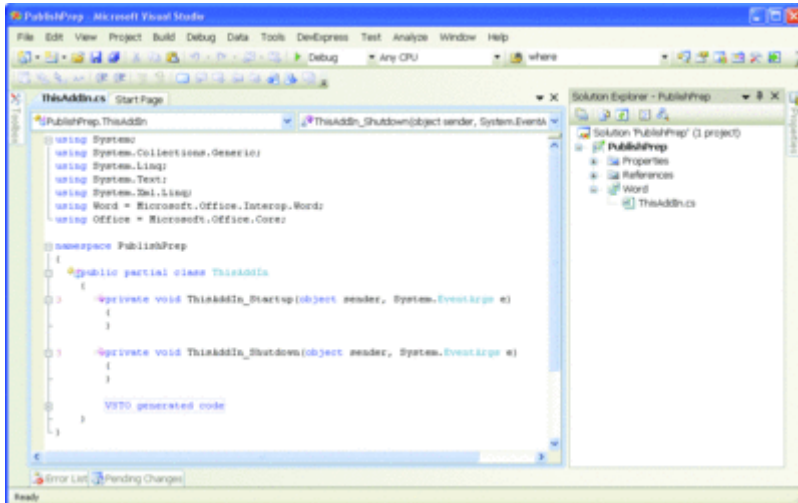 PublishPrep - Microsoft Visual Studio
File Edit View Project Build Debug Data Tools DevExpress Test Analyze Window Help
Debug Any CPU where
ThisAddIn.cs Start Page
Solution Explorer - PublishPrep
Toolbox
PublishPrep.ThisAddIn ThisAddIn_Shutdown(object sender, System.EventA
Properties
using System;
using System.Collections.Generic;
using System.Linq;
using System.Text;
using System.Xml.Linq;
using Word = Microsoft.Office.Interop.Word;
using Office = Microsoft.Office.Core;
namespace PublishPrep
{
public partial class ThisAddIn
{
private void ThisAddIn_Startup(object sender, System.EventArgs e)
{
}
private void ThisAddIn_Shutdown(object sender, System.EventArgs e)
{
}
VSTO generated code
}
}
Solution 'PublishPrep' (1 project)
PublishPrep
Properties
References
Word
ThisAddIn.cs
Error List Pending Changes
Ready